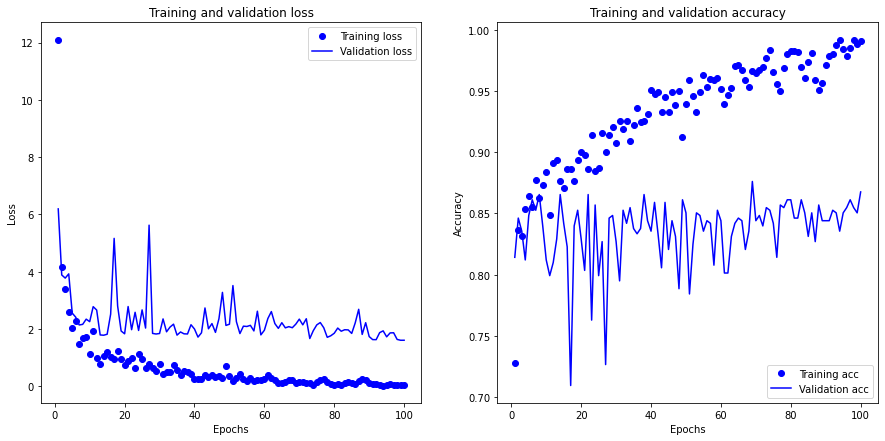 Training and validation loss
12
10
8
6
4
2
0
Loss
Training loss
Validation loss
0
20
40
60
80
100
Epochs
Training and validation accuracy
1.00
0.95
0.90
0.85
0.80
0.75
0.70
Accuracy
Training acc
Validation acc
0
20
40
60
80
100
Epochs